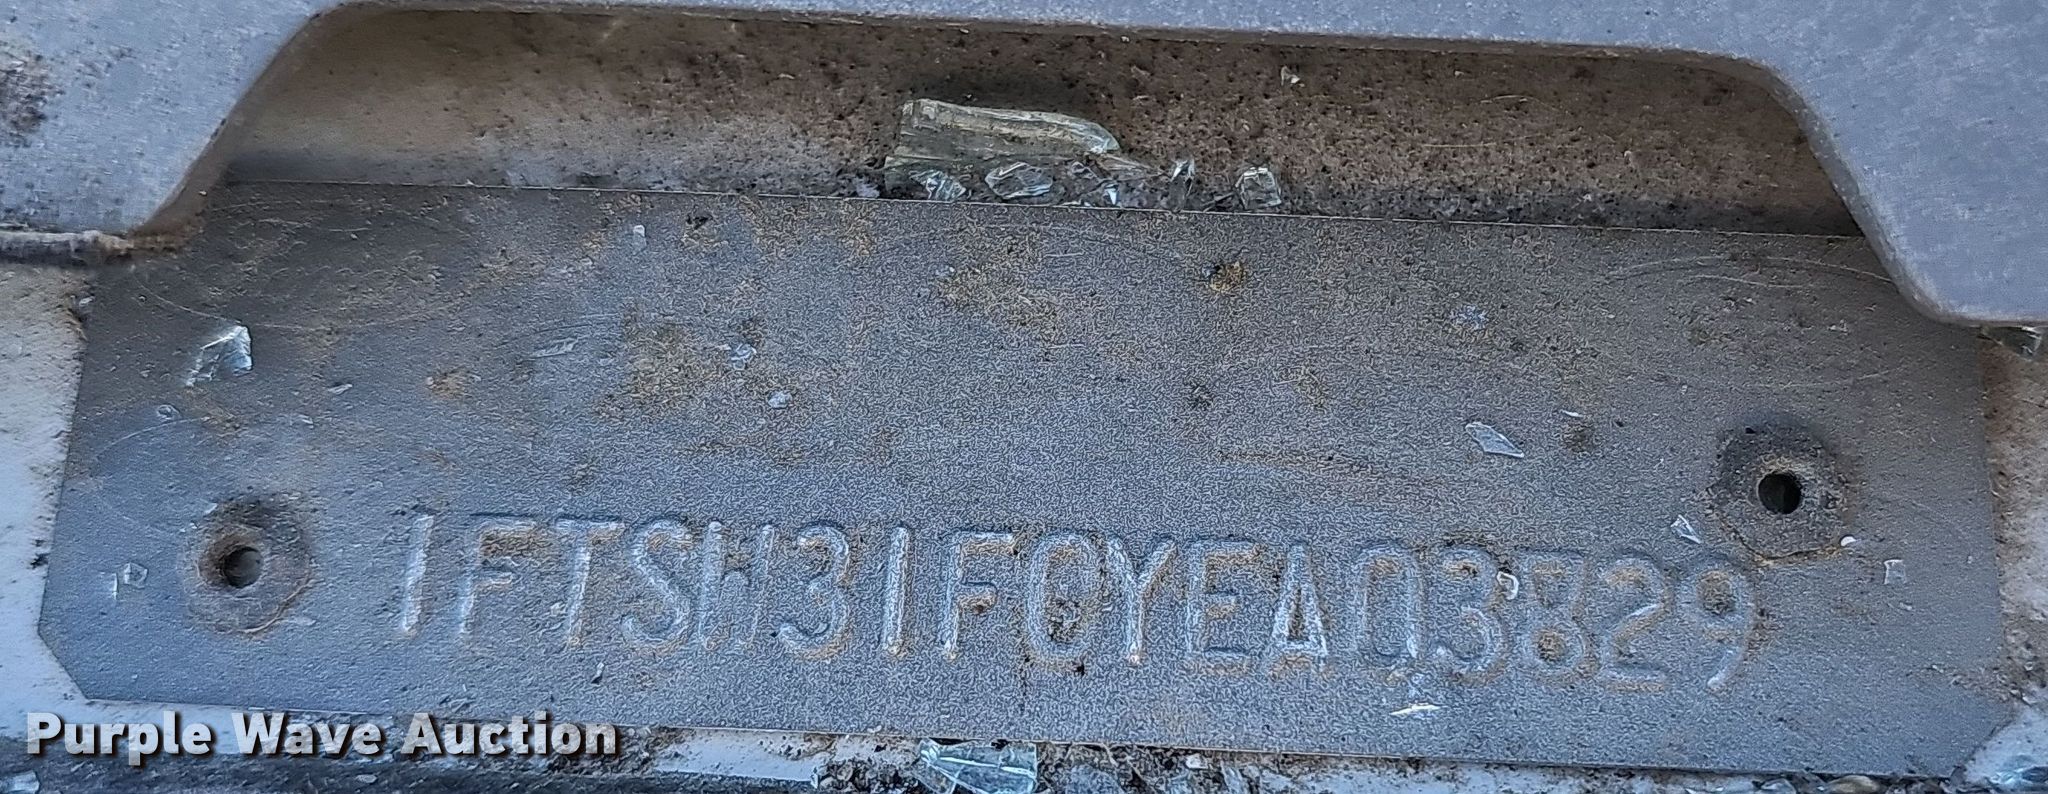 1FTSW31F0YEA03829
Purple Wave Auction